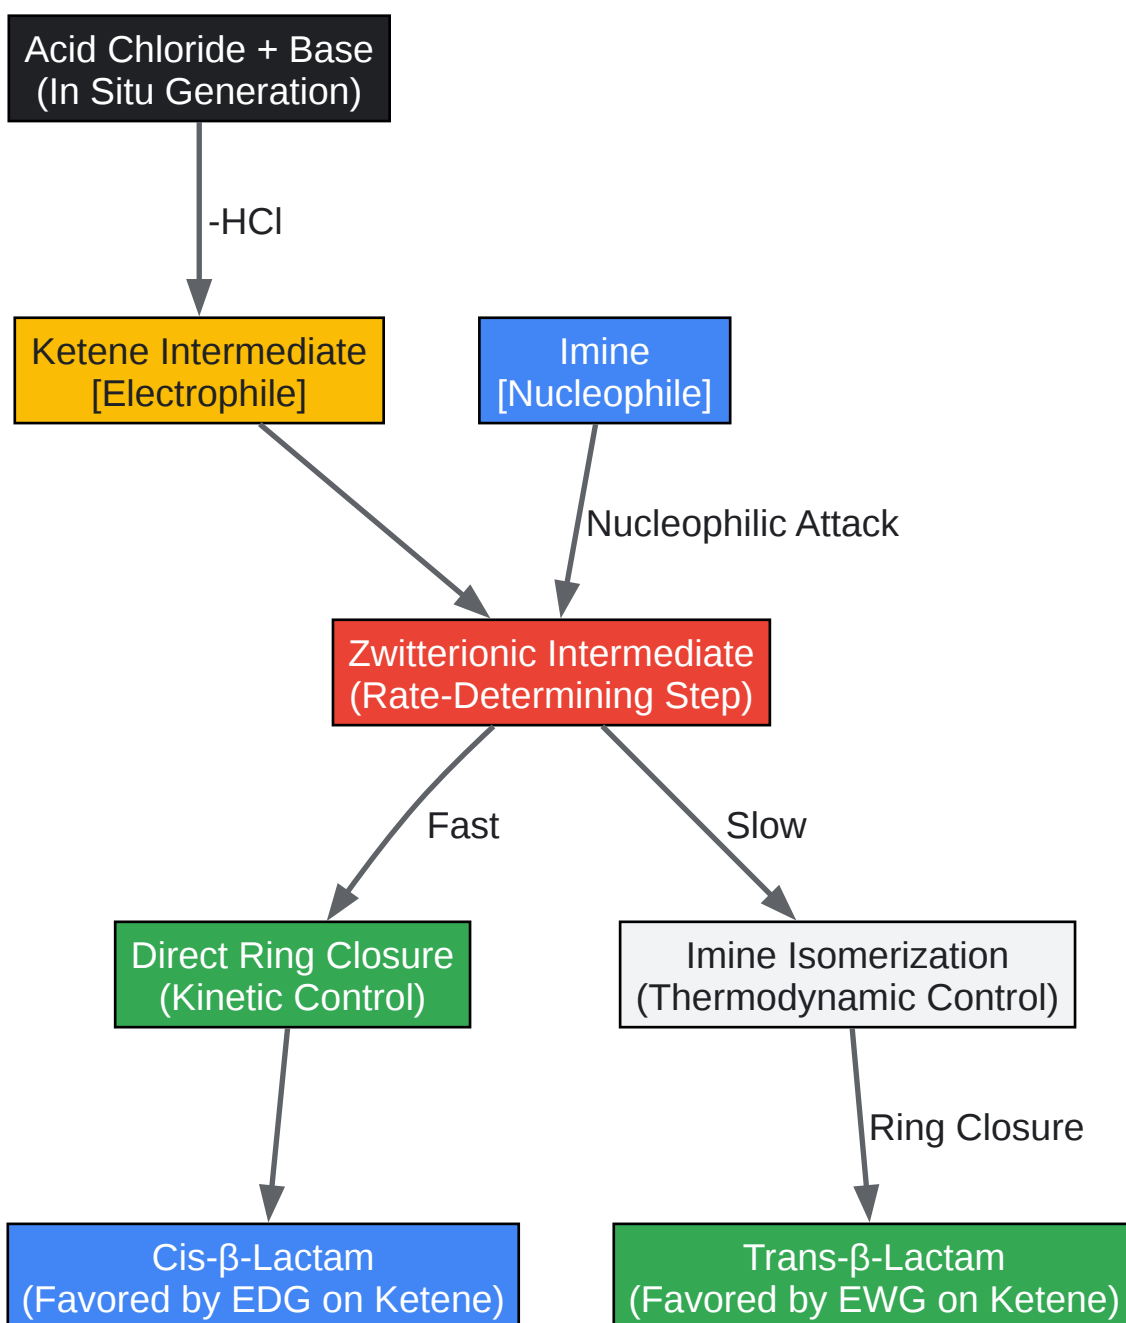 Acid Chloride + Base
(In Situ Generation)
-HCl
Ketene Intermediate
[Electrophile]
Imine
[Nucleophile]
Nucleophilic Attack
Zwitterionic Intermediate
(Rate-Determining Step)
Fast
Slow
Direct Ring Closure
(Kinetic Control)
Imine Isomerization
(Thermodynamic Control)
Ring Closure
Cis-β-Lactam
(Favored by EDG on Ketene)
Trans-β-Lactam
(Favored by EWG on Ketene)